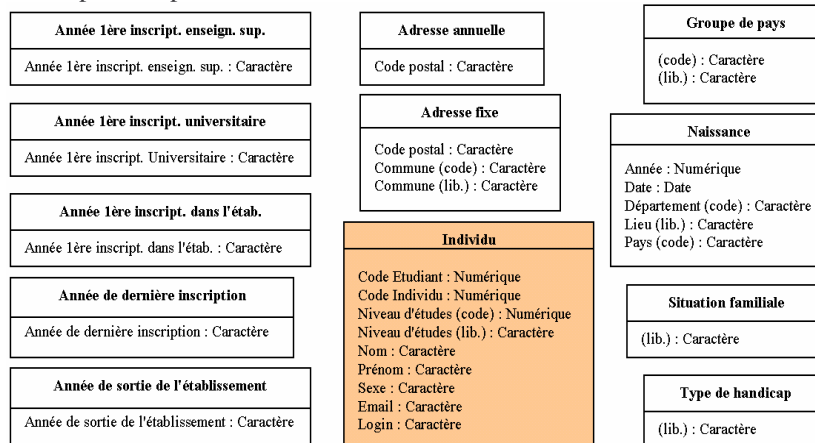 Année 1ère inscript. enseign. sup.
Année 1ère inscript. enseign. sup. : Caractère
Année 1ère inscript. universitaire
Année 1ère inscript. Universitaire : Caractère
Année 1ère inscript. dans l'étab.
Année 1ère inscript. dans l'étab. : Caractère
Année de dernière inscription
Année de dernière inscription : Caractère
Année de sortie de l'établissement
Année de sortie de l'établissement : Caractère
Adresse annuelle
Code postal : Caractère
Adresse fixe
Code postal : Caractère
Commune (code) : Caractère
Commune (lib.) : Caractère
Individu
Code Etudiant : Numérique
Code Individu : Numérique
Niveau d'études (code) : Numérique
Niveau d'études (lib.) : Caractère
Nom : Caractère
Prénom : Caractère
Sexe : Caractère
Email : Caractère
Login : Caractère
Groupe de pays
(code) : Caractère
(lib.) : Caractère
Naissance
Année : Numérique
Date : Date
Département (code) : Caractère
Lieu (lib.) : Caractère
Pays (code) : Caractère
Situation familiale
(lib.) : Caractère
Type de handicap
(lib.) : Caractère